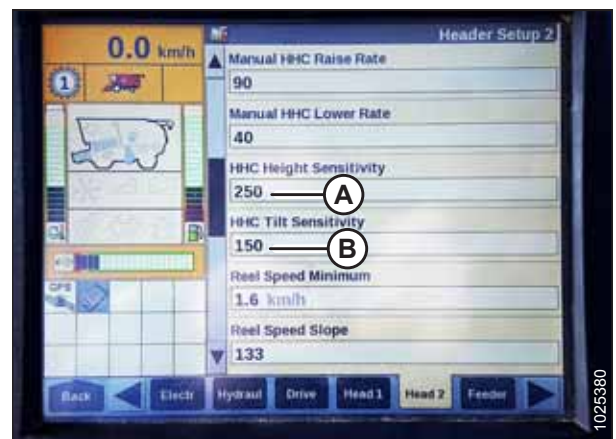 0.0 km/h
Header Setup 2
1
Manual HHC Raise Rate
90
Manual HHC Lower Rate
40
HHC Height Sensitivity
250
A
HHC Tilt Sensitivity
150
B
Reel Speed Minimum
1.6 km/h
Reel Speed Slope
133
GPS
Back
Electr
Hydraul
Drive
Head 1
Head 2
Feeder
1025380